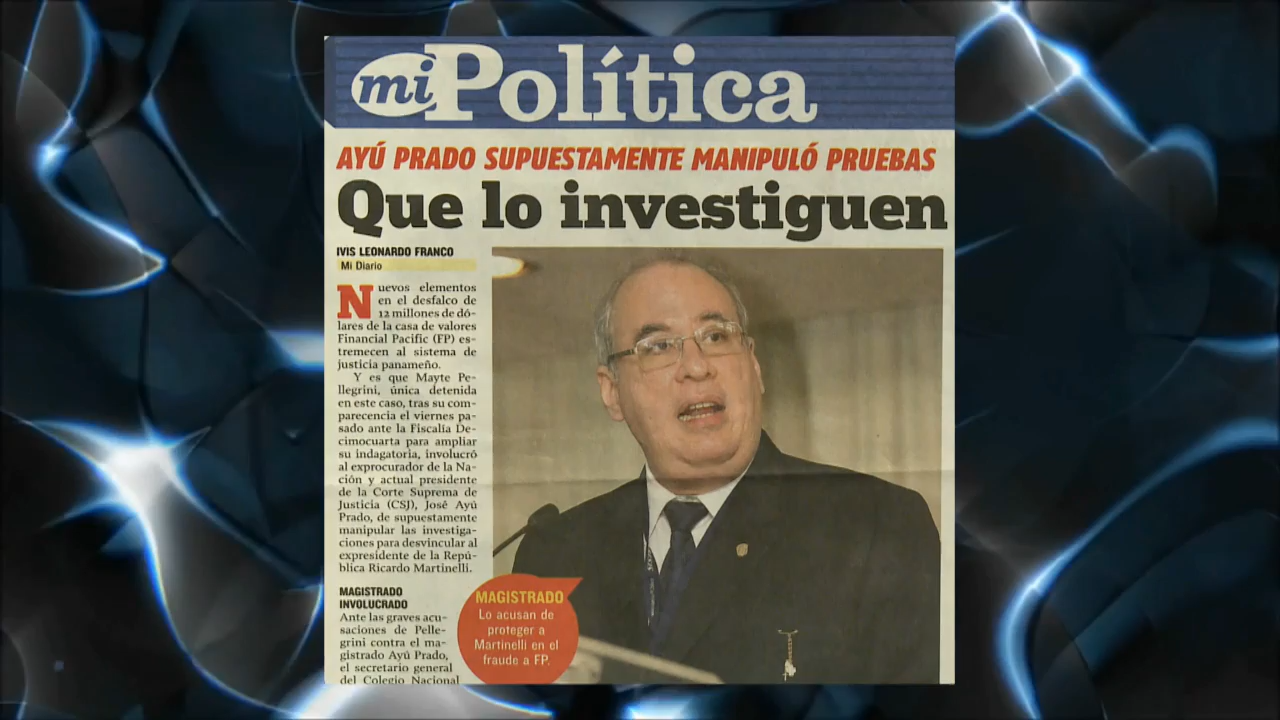 mi Política
AYÚ PRADO SUPUESTAMENTE MANIPULÓ PRUEBAS
Que lo investiguen
IVIS LEONARDO FRANCO
Mi Diario
Nuevos elementos
en el desfalco de
12 millones de dó-
lares de la casa de valores
Financial Pacific (FP) es-
tremecen al sistema de
justicia panameño.
Y es que Mayte Pe-
llegrini, única detenida
en este caso, tras su com-
parecencia el viernes pa-
sado ante la Fiscalía De-
cimocuarta para ampliar
su indagatoria, involucró
al exprocurador de la Na-
ción y actual presidente
de la Corte Suprema de
Justicia (CSJ), José Ayú
Prado, de supuestamente
manipular las investiga-
ciones para desvincular al
expresidente de la Repú-
blica Ricardo Martinelli.
MAGISTRADO
INVOLUCRADO
Ante las graves acu-
saciones de Pelle-
grini contra el ma-
gistrado Ayú Prado,
el secretario general
del Colegio Nacional
MAGISTRADO
Lo acusan de
proteger a
Martinelli en el
fraude a FP.